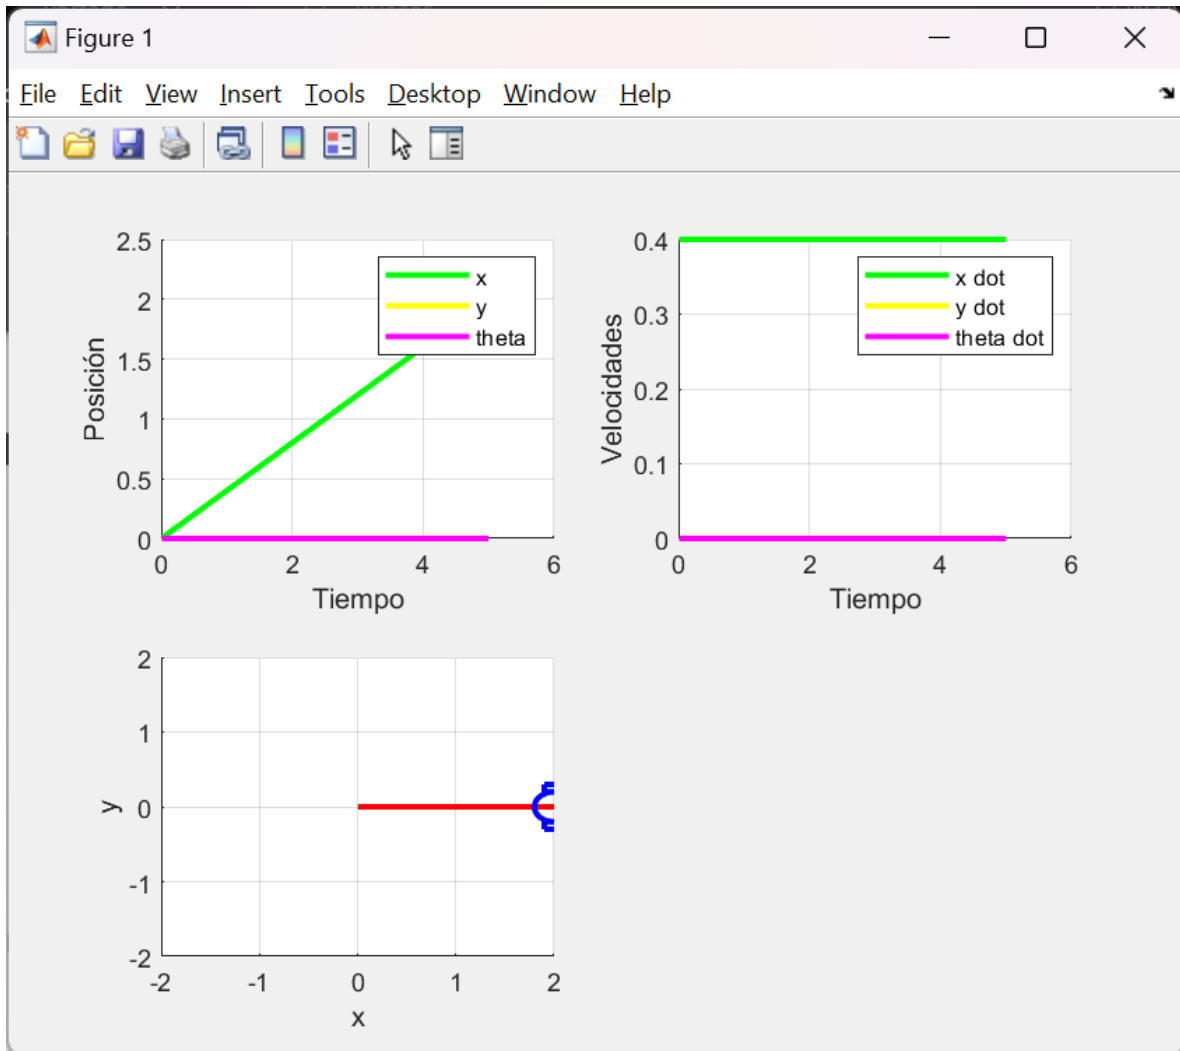 Figure 1
File Edit View Insert Tools Desktop Window Help
2.5
2
1.5
1
0.5
0
0 2 4 6
Posición
Tiempo
x
y
theta
0.4
0.3
0.2
0.1
0
0 2 4 6
Velocidades
Tiempo
x dot
y dot
theta dot
2
1
0
-1
-2
-2 -1 0 1 2
y
x